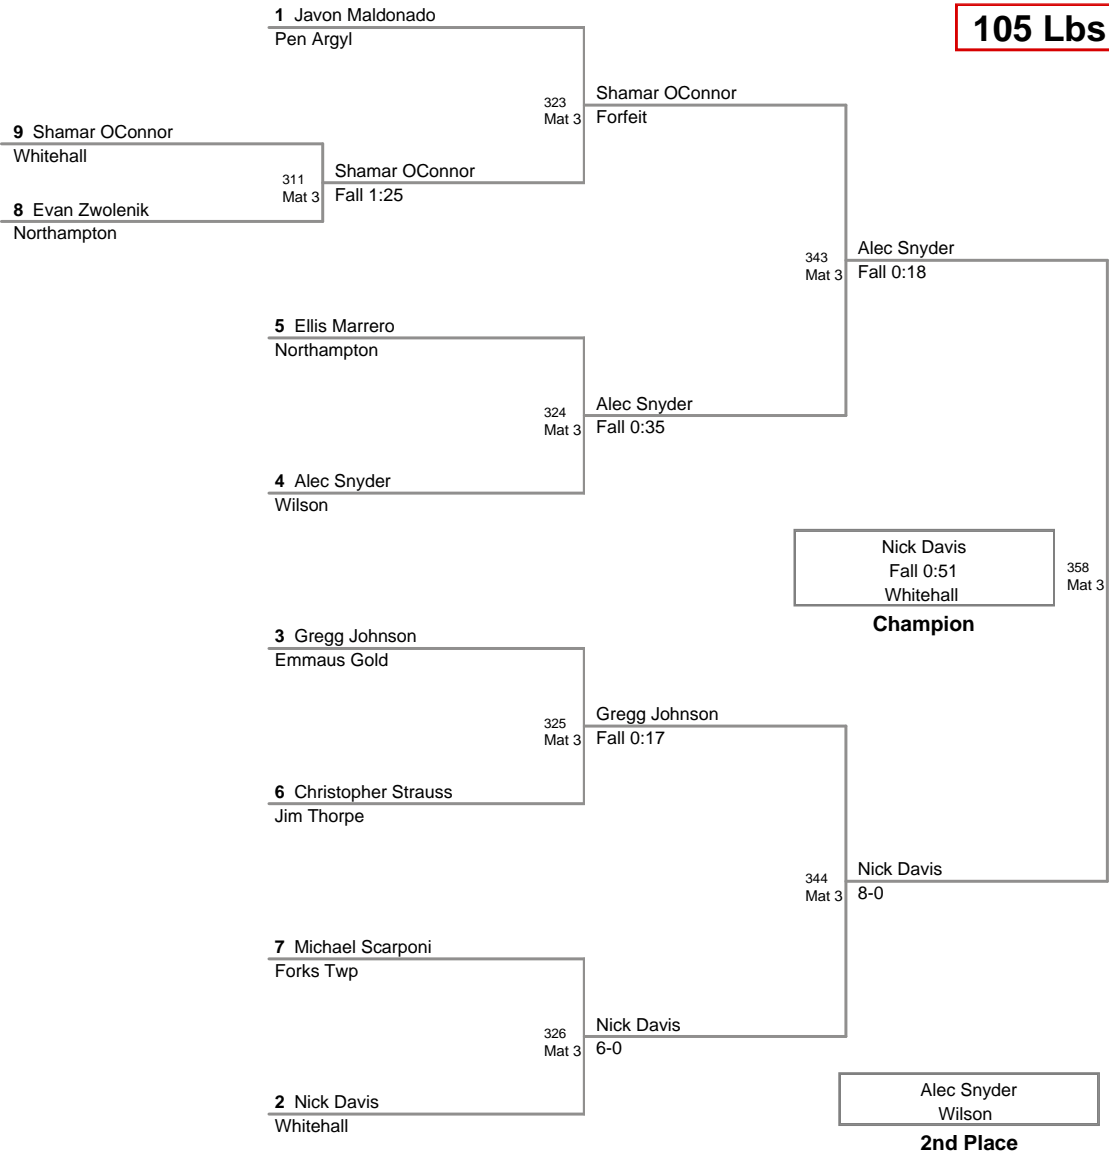 1 Javon Maldonado
Pen Argyl
105 Lbs
323
Mat 3
Shamar OConnor
Forfeit
9 Shamar OConnor
Whitehall
311
Mat 3
Shamar OConnor
Fall 1:25
8 Evan Zwolenik
Northampton
343
Mat 3
Alec Snyder
Fall 0:18
5 Ellis Marrero
Northampton
324
Mat 3
Alec Snyder
Fall 0:35
4 Alec Snyder
Wilson
Nick Davis
Fall 0:51
Whitehall
Champion
358
Mat 3
3 Gregg Johnson
Emmaus Gold
325
Mat 3
Gregg Johnson
Fall 0:17
6 Christopher Strauss
Jim Thorpe
344
Mat 3
Nick Davis
8-0
7 Michael Scarponi
Forks Twp
326
Mat 3
Nick Davis
6-0
2 Nick Davis
Whitehall
Alec Snyder
Wilson
2nd Place